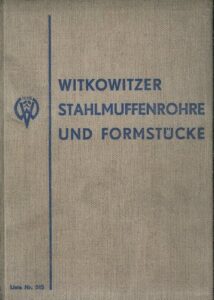 WITKOWITZER
STAHLMUFFENROHRE
UND FORMSTÜCKE
Liste Nr.